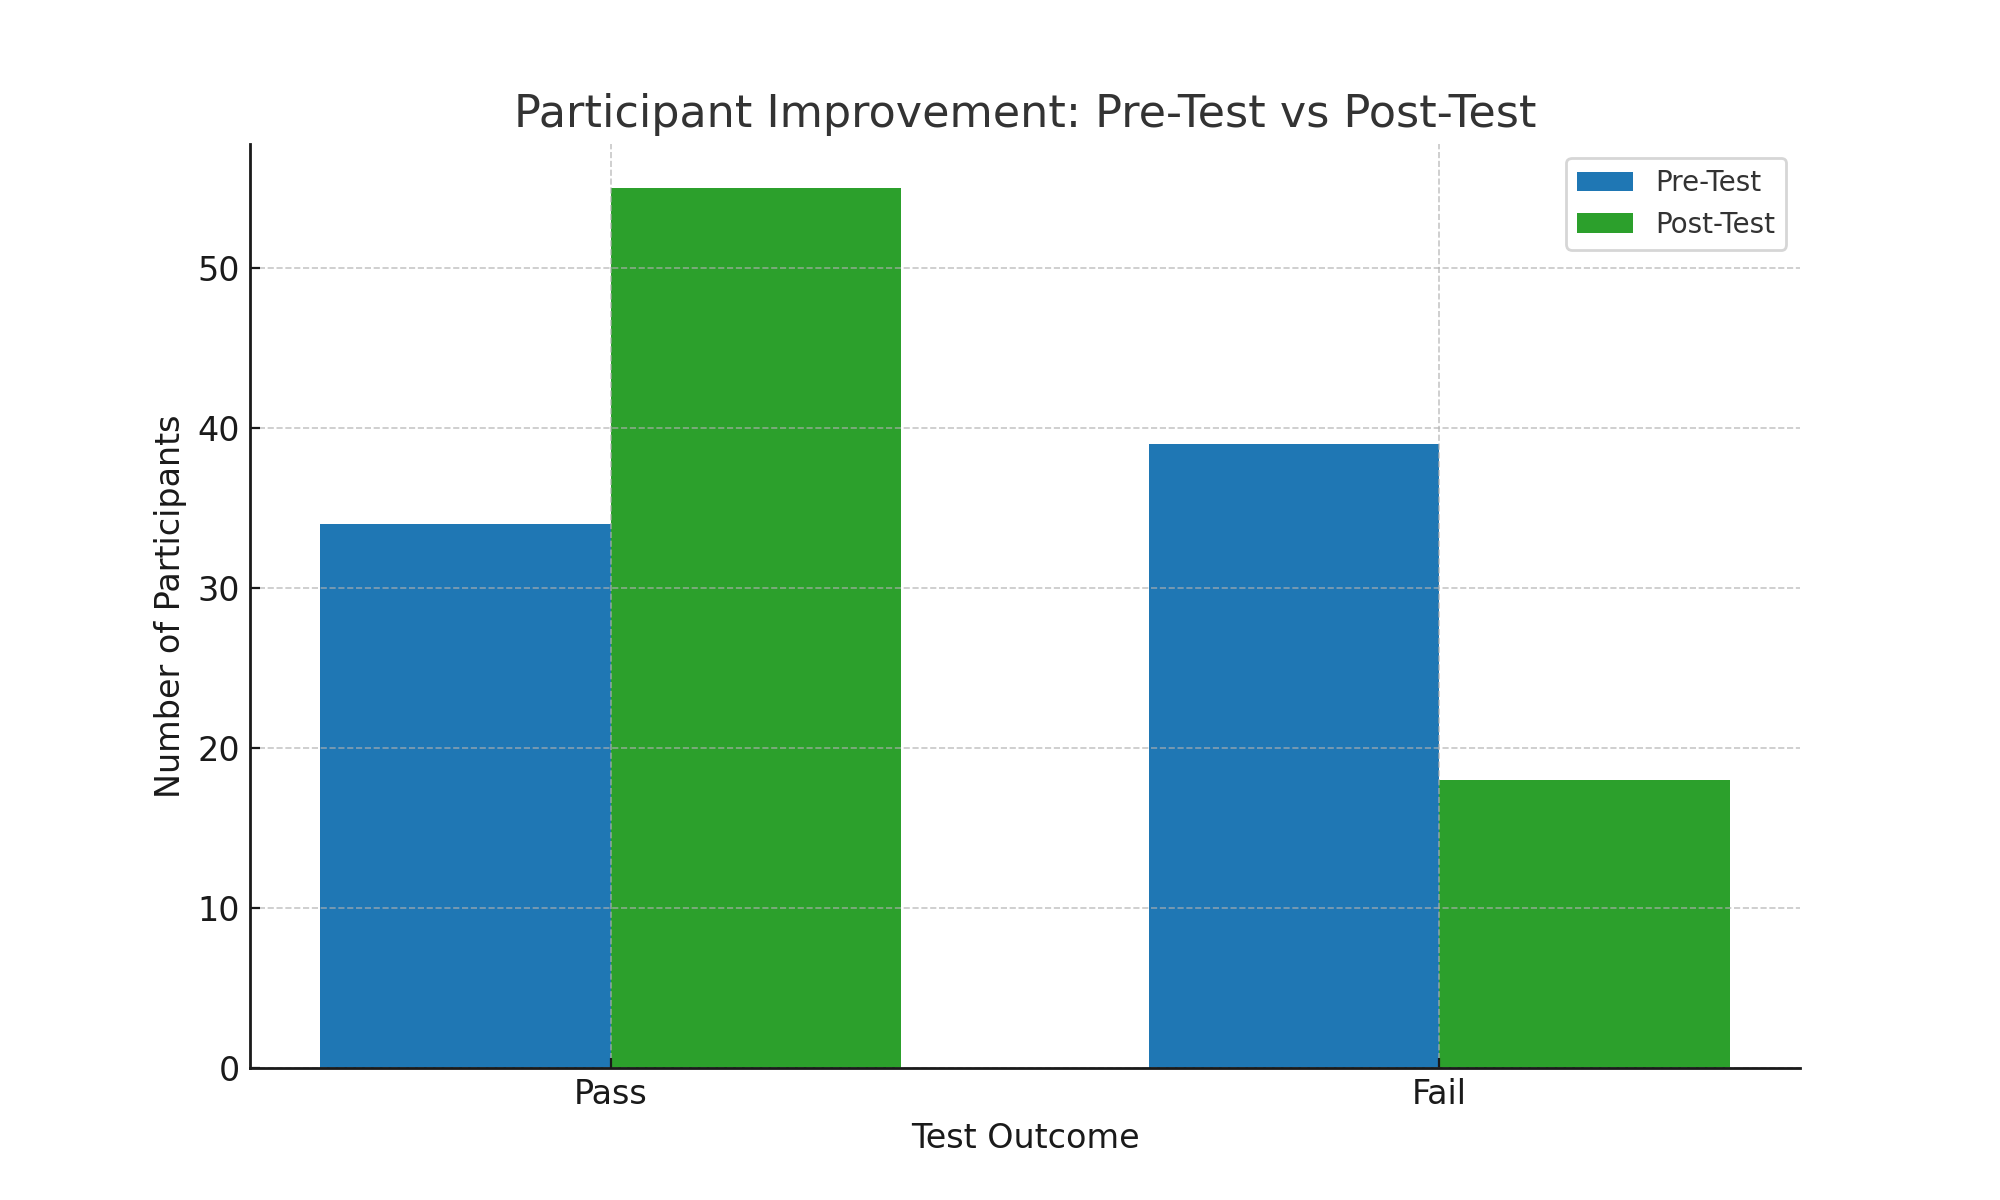 Participant Improvement: Pre-Test vs Post-Test
Pre-Test
Post-Test
Number of Participants
50
40
30
20
10
0
Pass
Fail
Test Outcome